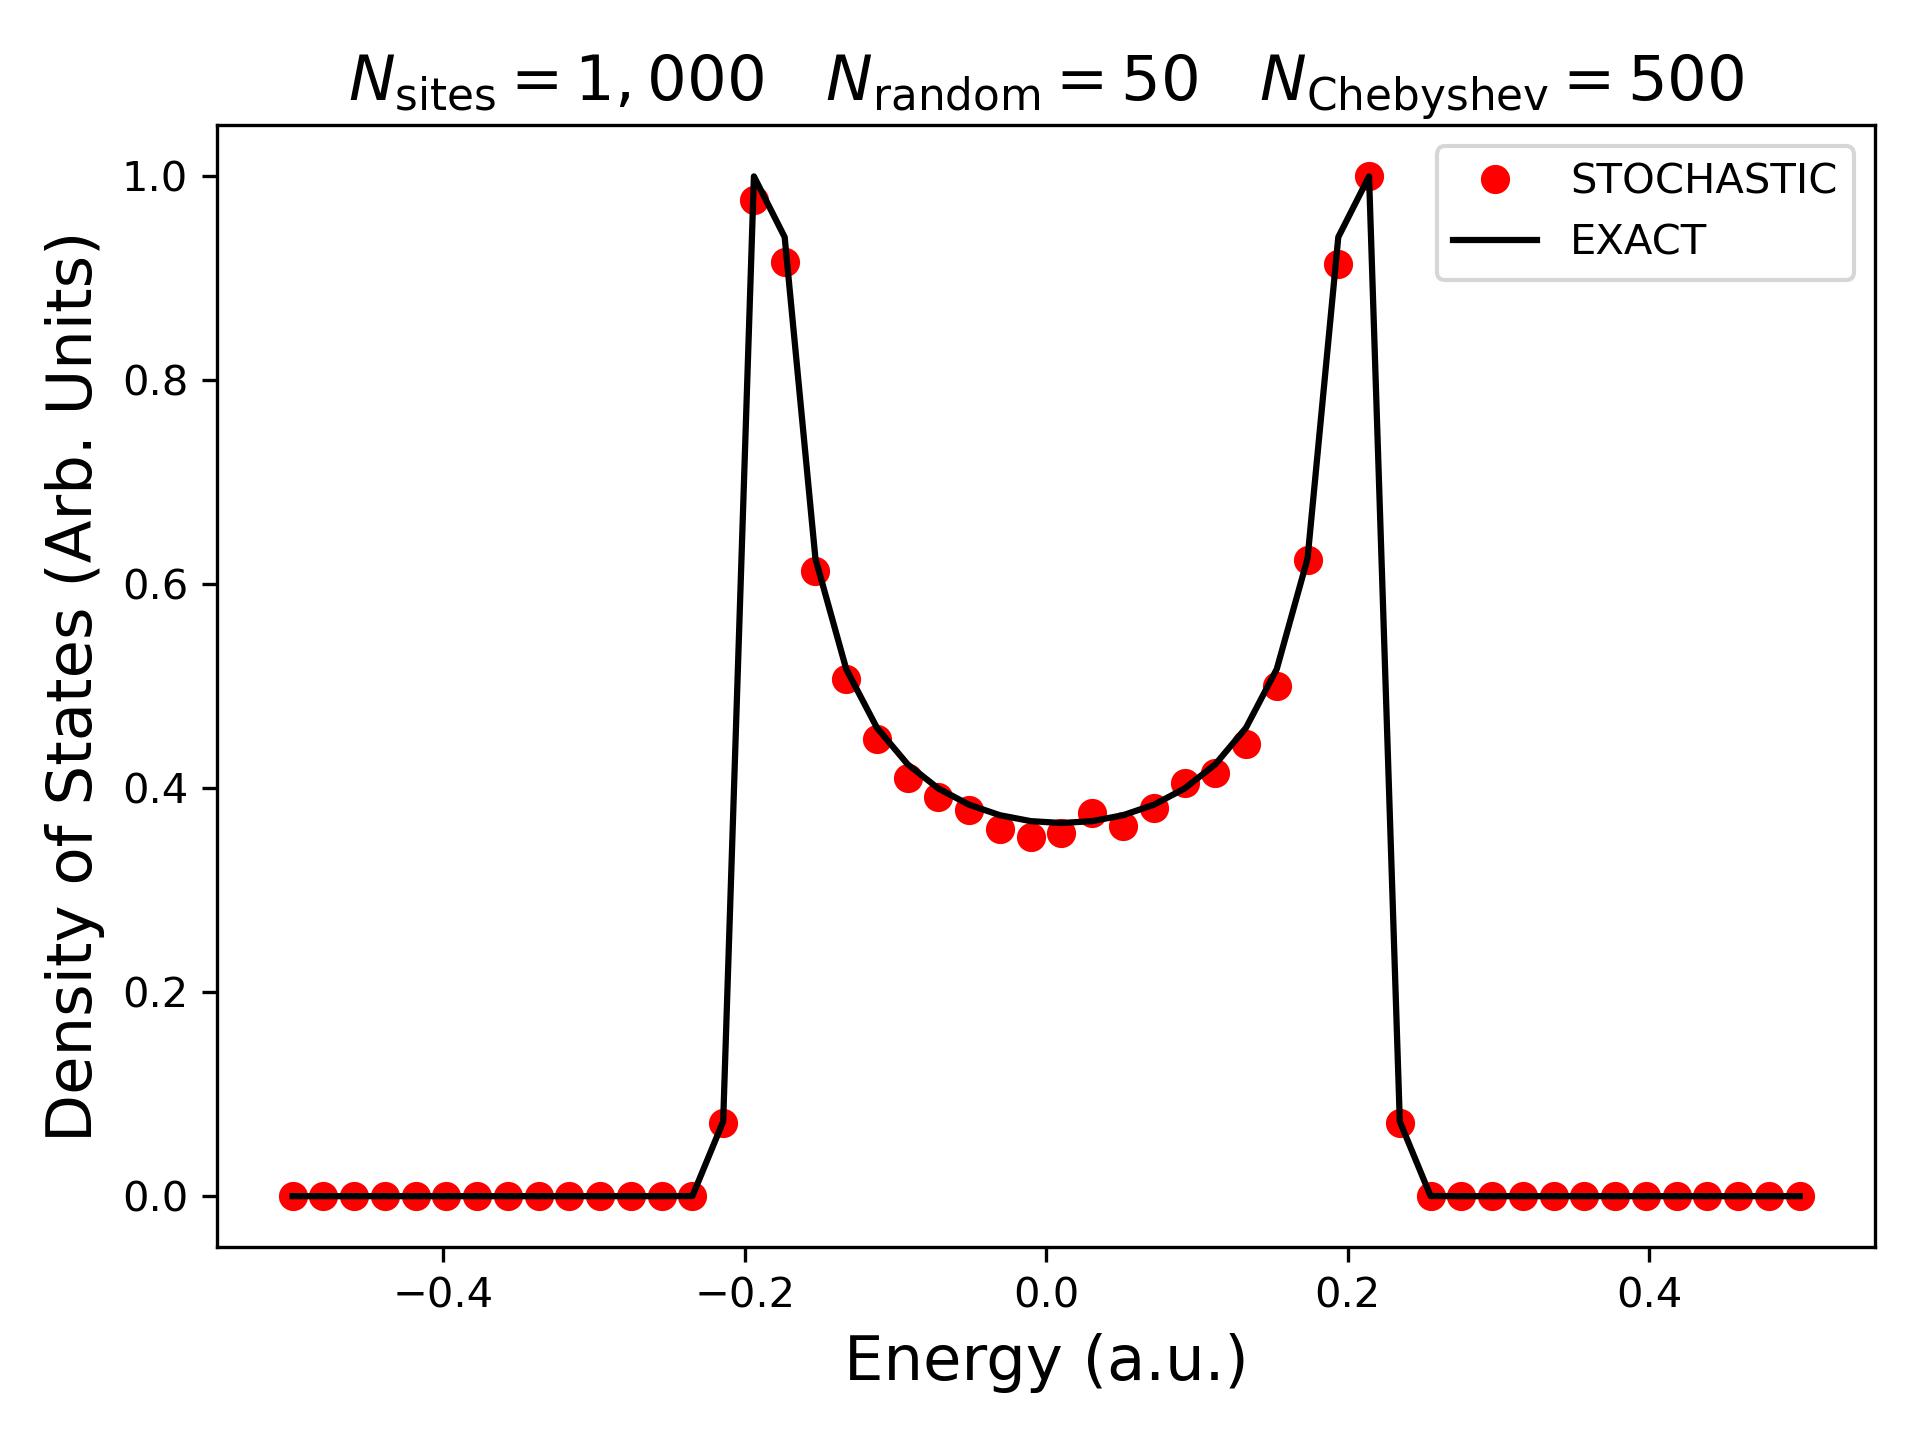 N_sites = 1,000   N_random = 50   N_Chebyshev = 500
STOCHASTIC
EXACT
Density of States (Arb. Units)
1.0
0.8
0.6
0.4
0.2
0.0
−0.4 −0.2 0.0 0.2 0.4
Energy (a.u.)